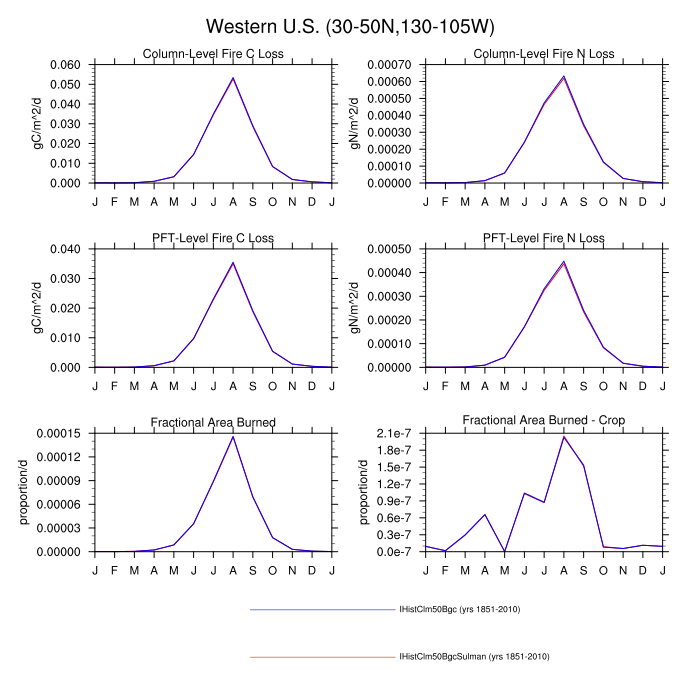 Western U.S. (30-50N,130-105W)
Column-Level Fire C Loss
gC/m^2/d
0.060
0.050
0.040
0.030
0.020
0.010
0.000
J F M A M J J A S O N D J
Column-Level Fire N Loss
gN/m^2/d
0.00070
0.00060
0.00050
0.00040
0.00030
0.00020
0.00010
0.00000
J F M A M J J A S O N D J
PFT-Level Fire C Loss
gC/m^2/d
0.040
0.030
0.020
0.010
0.000
J F M A M J J A S O N D J
PFT-Level Fire N Loss
gN/m^2/d
0.00050
0.00040
0.00030
0.00020
0.00010
0.00000
J F M A M J J A S O N D J
Fractional Area Burned
proportion/d
0.00015
0.00012
0.00009
0.00006
0.00003
0.00000
J F M A M J J A S O N D J
Fractional Area Burned - Crop
proportion/d
2.1e-7
1.8e-7
1.5e-7
1.2e-7
0.9e-7
0.6e-7
0.3e-7
0.0e-7
J F M A M J J A S O N D J
IHistClm50Bgc (yrs 1851-2010)
IHistClm50BgcSulman (yrs 1851-2010)